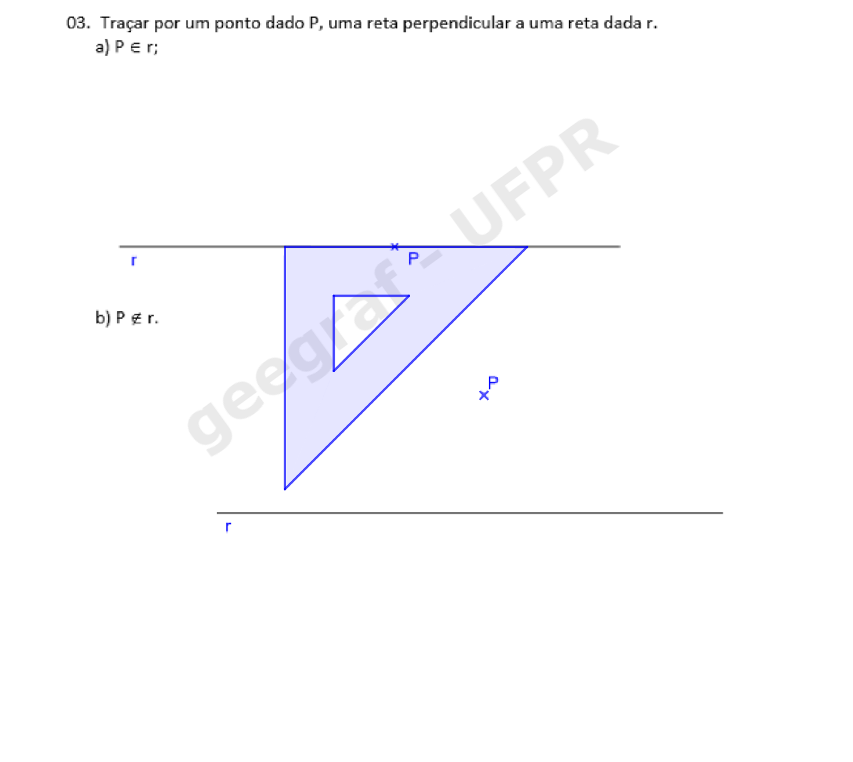 03. Traçar por um ponto dado P, uma reta perpendicular a uma reta dada r.
a) P ∈ r;
geegraf - UFPR
P
r
b) P ∉ r.
P
r